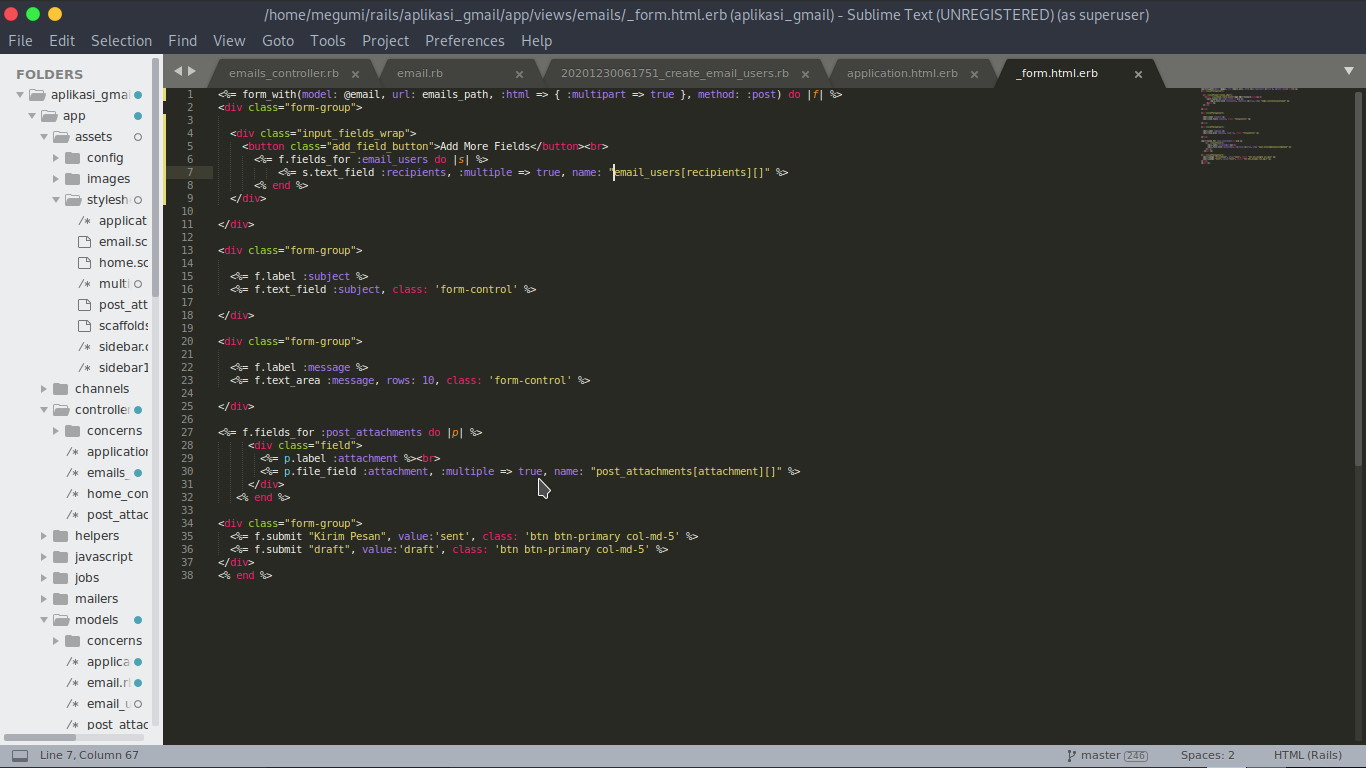 /home/megumi/rails/aplikasi_gmail/app/views/emails/_form.html.erb (aplikasi_gmail) - Sublime Text (UNREGISTERED) (as superuser)
File Edit Selection Find View Goto Tools Project Preferences Help
emails_controller.rb × email.rb × 20201230061751_create_email_users.rb × application.html.erb × _form.html.erb ×
FOLDERS
aplikasi_gma
app
assets
config
images
stylesh
/* applicat
email.sc
home.sc
/* multi
post_att
scaffolds
/* sidebar.c
/* sidebar1
channels
controlle
concerns
/* application
/* emails_
/* home_con
/* post_attac
helpers
javascript
jobs
mailers
models
concerns
/* applica
/* email.r
/* email_u
/* post_attac
1 <%= form_with(model: @email, url: emails_path, :html => { :multipart => true }, method: :post) do |f| %>
2 <div class="form-group">
3
4 <div class="input_fields_wrap">
5 <button class="add_field_button">Add More Fields</button><br>
6 <%= f.fields_for :email_users do |s| %>
7 <%= s.text_field :recipients, :multiple => true, name: "email_users[recipients][]" %>
8 <% end %>
9 </div>
10
11 </div>
12
13 <div class="form-group">
14
15 <%= f.label :subject %>
16 <%= f.text_field :subject, class: 'form-control' %>
17
18 </div>
19
20 <div class="form-group">
21
22 <%= f.label :message %>
23 <%= f.text_area :message, rows: 10, class: 'form-control' %>
24
25 </div>
26
27 <%= f.fields_for :post_attachments do |p| %>
28 <div class="field">
29 <%= p.label :attachment %><br>
30 <%= p.file_field :attachment, :multiple => true, name: "post_attachments[attachment][]" %>
31 </div>
32 <% end %>
33
34 <div class="form-group">
35 <%= f.submit "Kirim Pesan", value:'sent', class: 'btn btn-primary col-md-5' %>
36 <%= f.submit "draft", value:'draft', class: 'btn btn-primary col-md-5' %>
37 </div>
38 <% end %>
Line 7, Column 67 master 246 Spaces: 2 HTML (Rails)